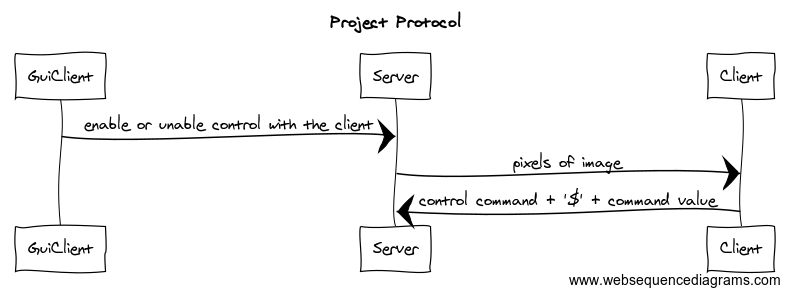 Project Protocol
GuiClient
Server
Client
enable or unable control with the client
pixels of image
control command + '$' + command value
GuiClient
Server
Client
www.websequencediagrams.com